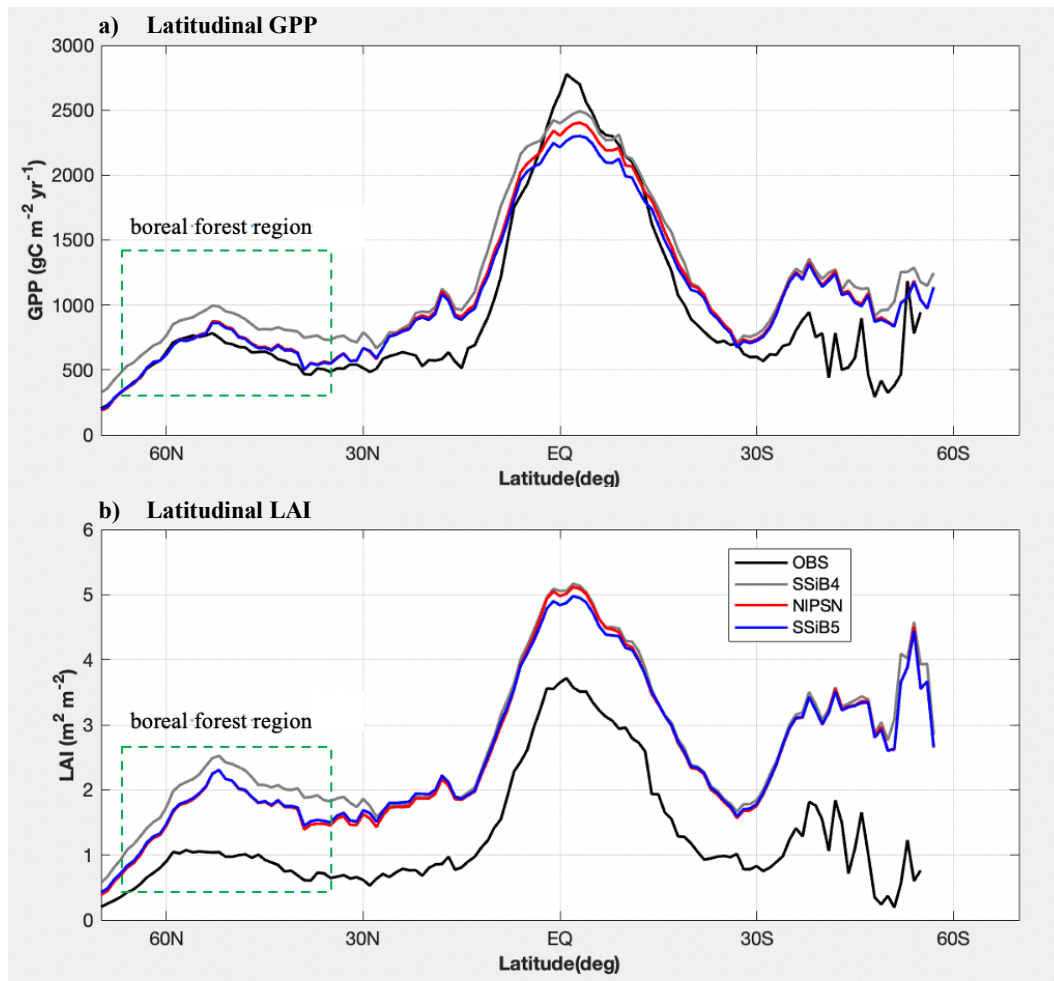 a) Latitudinal GPP
3000
2500
2000
1500
1000
500
0
GPP (gC m⁻² yr⁻¹)
boreal forest region
60N 30N EQ 30S 60S
Latitude(deg)
b) Latitudinal LAI
6
5
4
3
2
1
0
LAI (m² m⁻²)
OBS
SSiB4
NIPSN
SSiB5
boreal forest region
60N 30N EQ 30S 60S
Latitude(deg)